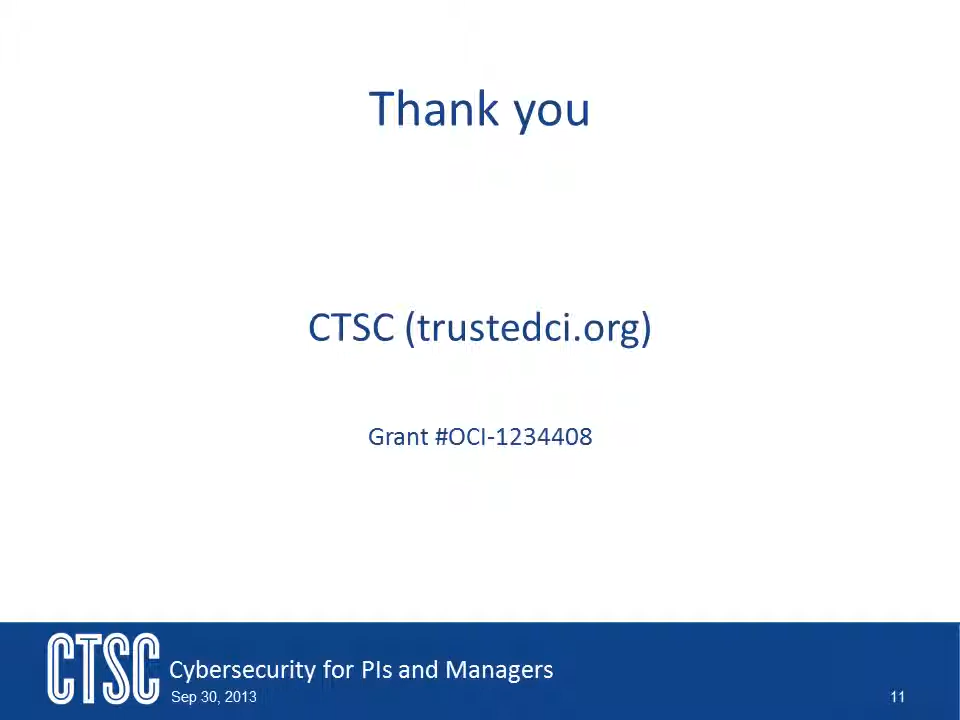 Thank you
CTSC (trustedci.org)
Grant #OCI-1234408
CTSC
Cybersecurity for PIs and Managers
Sep 30, 2013
11